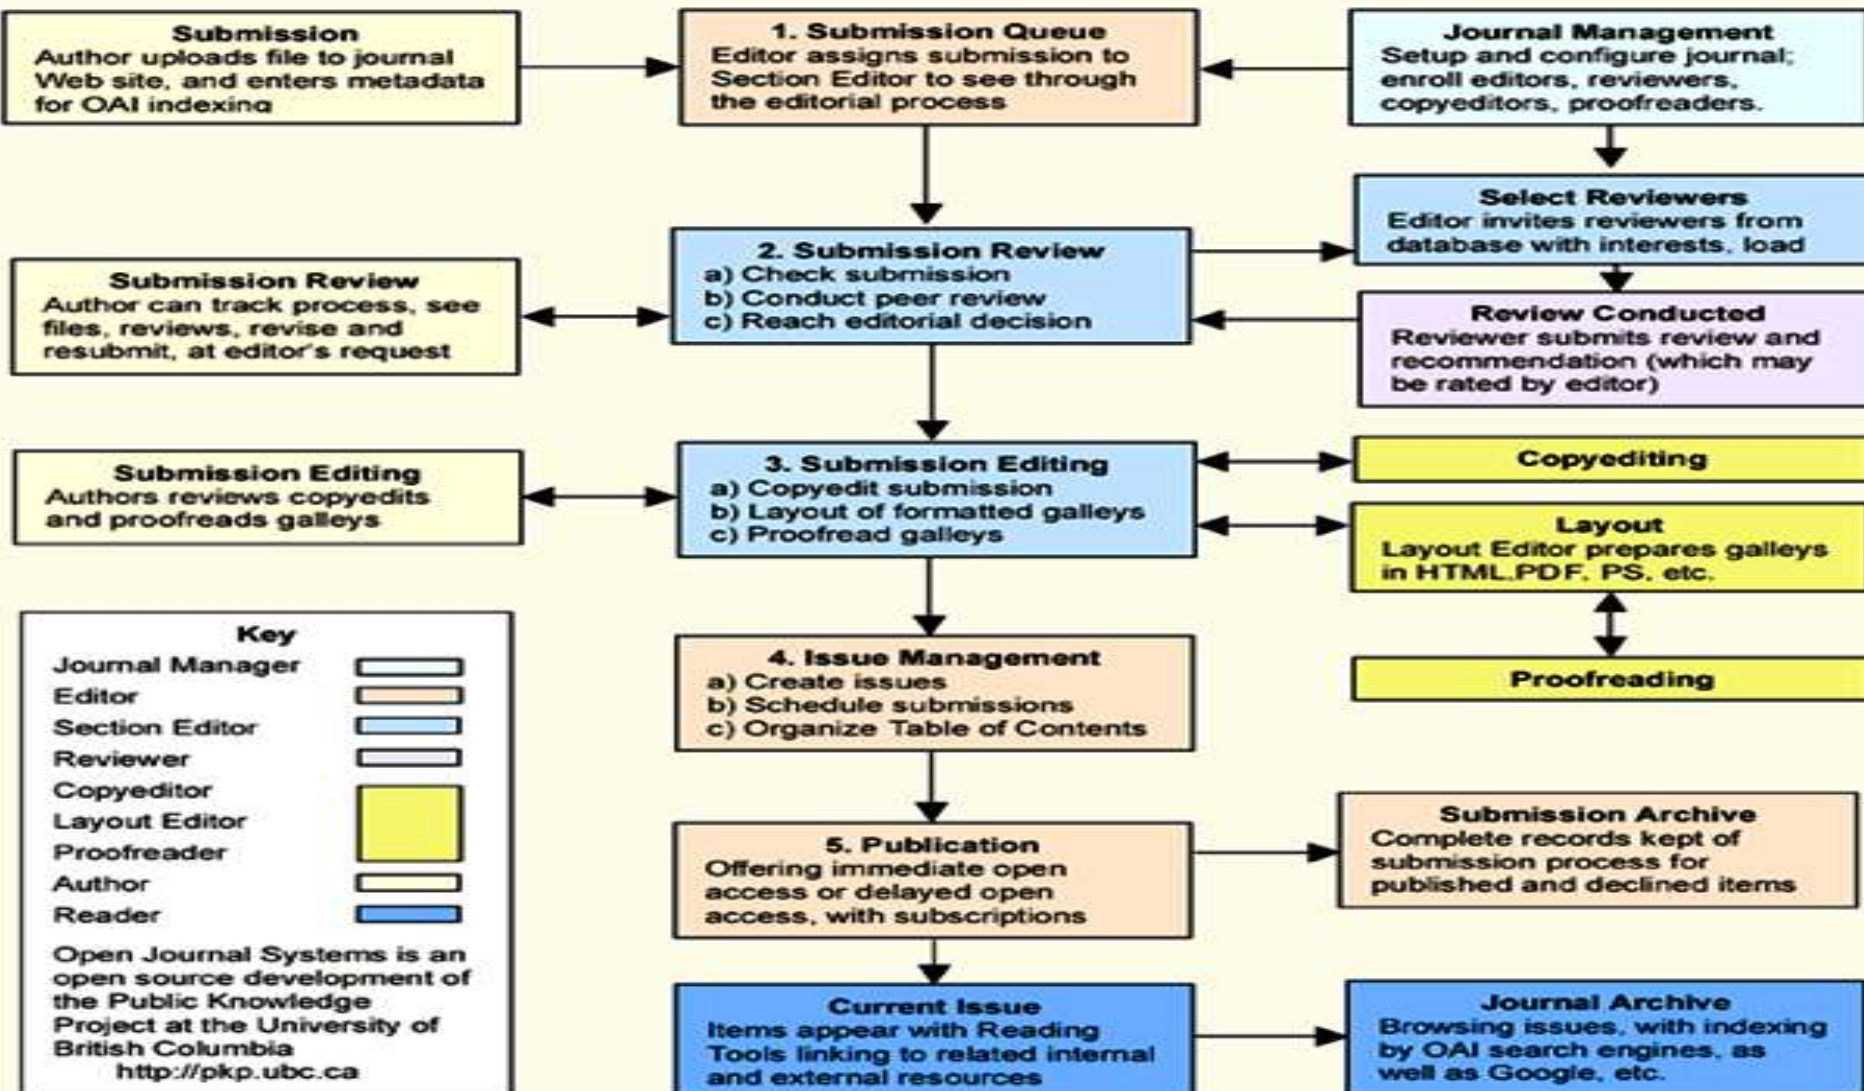 Submission
Author uploads file to journal
Web site, and enters metadata
for OAI indexing
1. Submission Queue
Editor assigns submission to
Section Editor to see through
the editorial process
Journal Management
Setup and configure journal;
enroll editors, reviewers,
copyeditors, proofreaders.
Select Reviewers
Editor invites reviewers from
database with interests, load
2. Submission Review
a) Check submission
b) Conduct peer review
c) Reach editorial decision
Submission Review
Author can track process, see
files, reviews, revise and
resubmit, at editor's request
Review Conducted
Reviewer submits review and
recommendation (which may
be rated by editor)
3. Submission Editing
a) Copyedit submission
b) Layout of formatted galleys
c) Proofread galleys
Submission Editing
Authors reviews copyedits
and proofreads galleys
Copyediting
Layout
Layout Editor prepares galleys
in HTML.PDF, PS, etc.
Proofreading
4. Issue Management
a) Create issues
b) Schedule submissions
c) Organize Table of Contents
5. Publication
Offering immediate open
access or delayed open
access, with subscriptions
Submission Archive
Complete records kept of
submission process for
published and declined items
Current Issue
Items appear with Reading
Tools linking to related internal
and external resources
Journal Archive
Browsing issues, with indexing
by OAI search engines, as
well as Google, etc.
Key
Journal Manager
Editor
Section Editor
Reviewer
Copyeditor
Layout Editor
Proofreader
Author
Reader
Open Journal Systems is an
open source development of
the Public Knowledge
Project at the University of
British Columbia
http://pkp.ubc.ca